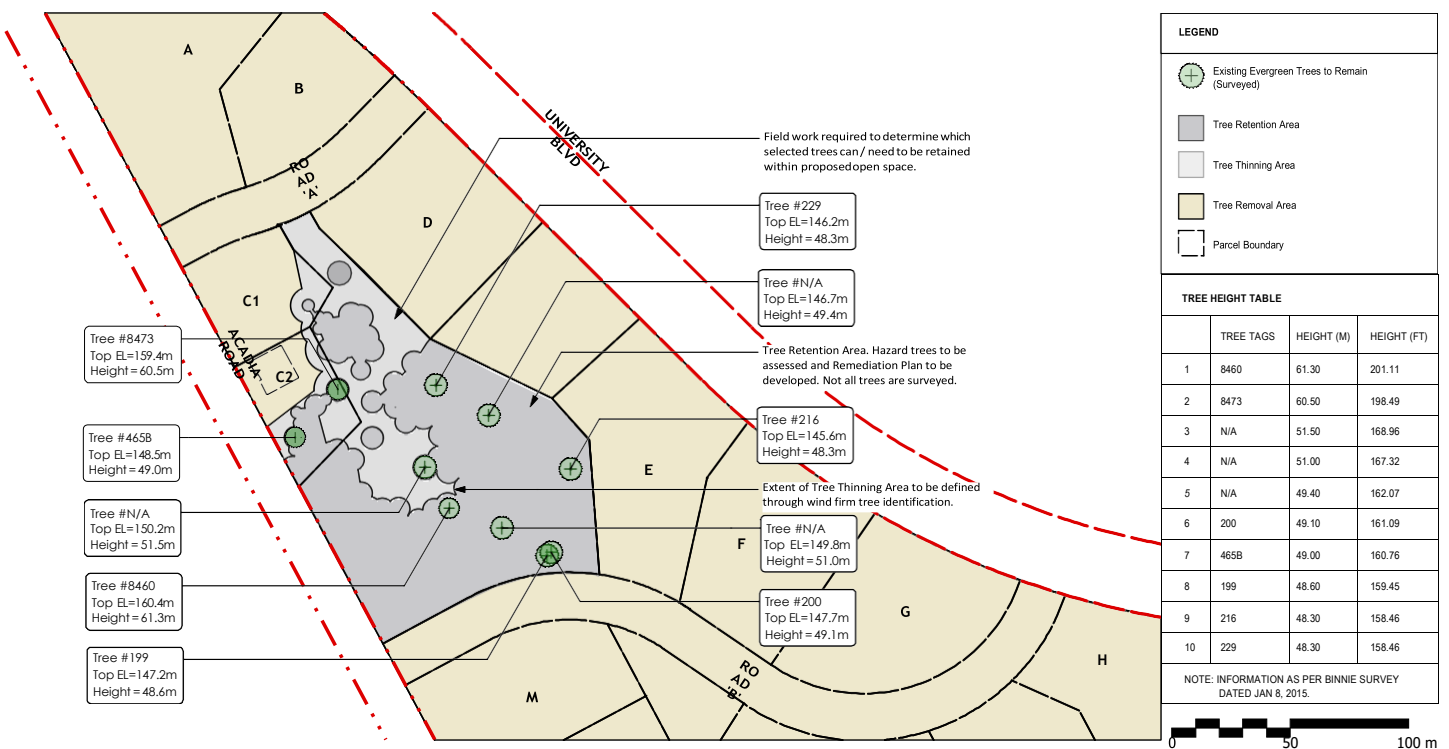 A
B
RO
AD
'A'
UNIVERSITY
BLVD
D
C1
C2
ACADIA
ROAD
E
F
G
H
M
RO
AD
'B'
Field work required to determine which
selected trees can / need to be retained
within proposed open space.
Tree #229
Top EL=146.2m
Height = 48.3m
Tree #N/A
Top EL=146.7m
Height = 49.4m
Tree Retention Area. Hazard trees to be
assessed and Remediation Plan to be
developed. Not all trees are surveyed.
Tree #216
Top EL=145.6m
Height = 48.3m
Extent of Tree Thinning Area to be defined
through wind firm tree identification.
Tree #N/A
Top EL=149.8m
Height = 51.0m
Tree #200
Top EL=147.7m
Height = 49.1m
Tree #8473
Top EL=159.4m
Height = 60.5m
Tree #465B
Top EL=148.5m
Height = 49.0m
Tree #N/A
Top EL=150.2m
Height = 51.5m
Tree #8460
Top EL=160.4m
Height = 61.3m
Tree #199
Top EL=147.2m
Height = 48.6m
LEGEND
Existing Evergreen Trees to Remain
(Surveyed)
Tree Retention Area
Tree Thinning Area
Tree Removal Area
Parcel Boundary
TREE HEIGHT TABLE
TREE TAGS HEIGHT (M) HEIGHT (FT)
1 8460 61.30 201.11
2 8473 60.50 198.49
3 N/A 51.50 168.96
4 N/A 51.00 167.32
5 N/A 49.40 162.07
6 200 49.10 161.09
7 465B 49.00 160.76
8 199 48.60 159.45
9 216 48.30 158.46
10 229 48.30 158.46
NOTE: INFORMATION AS PER BINNIE SURVEY
DATED JAN 8, 2015.
0 50 100 m